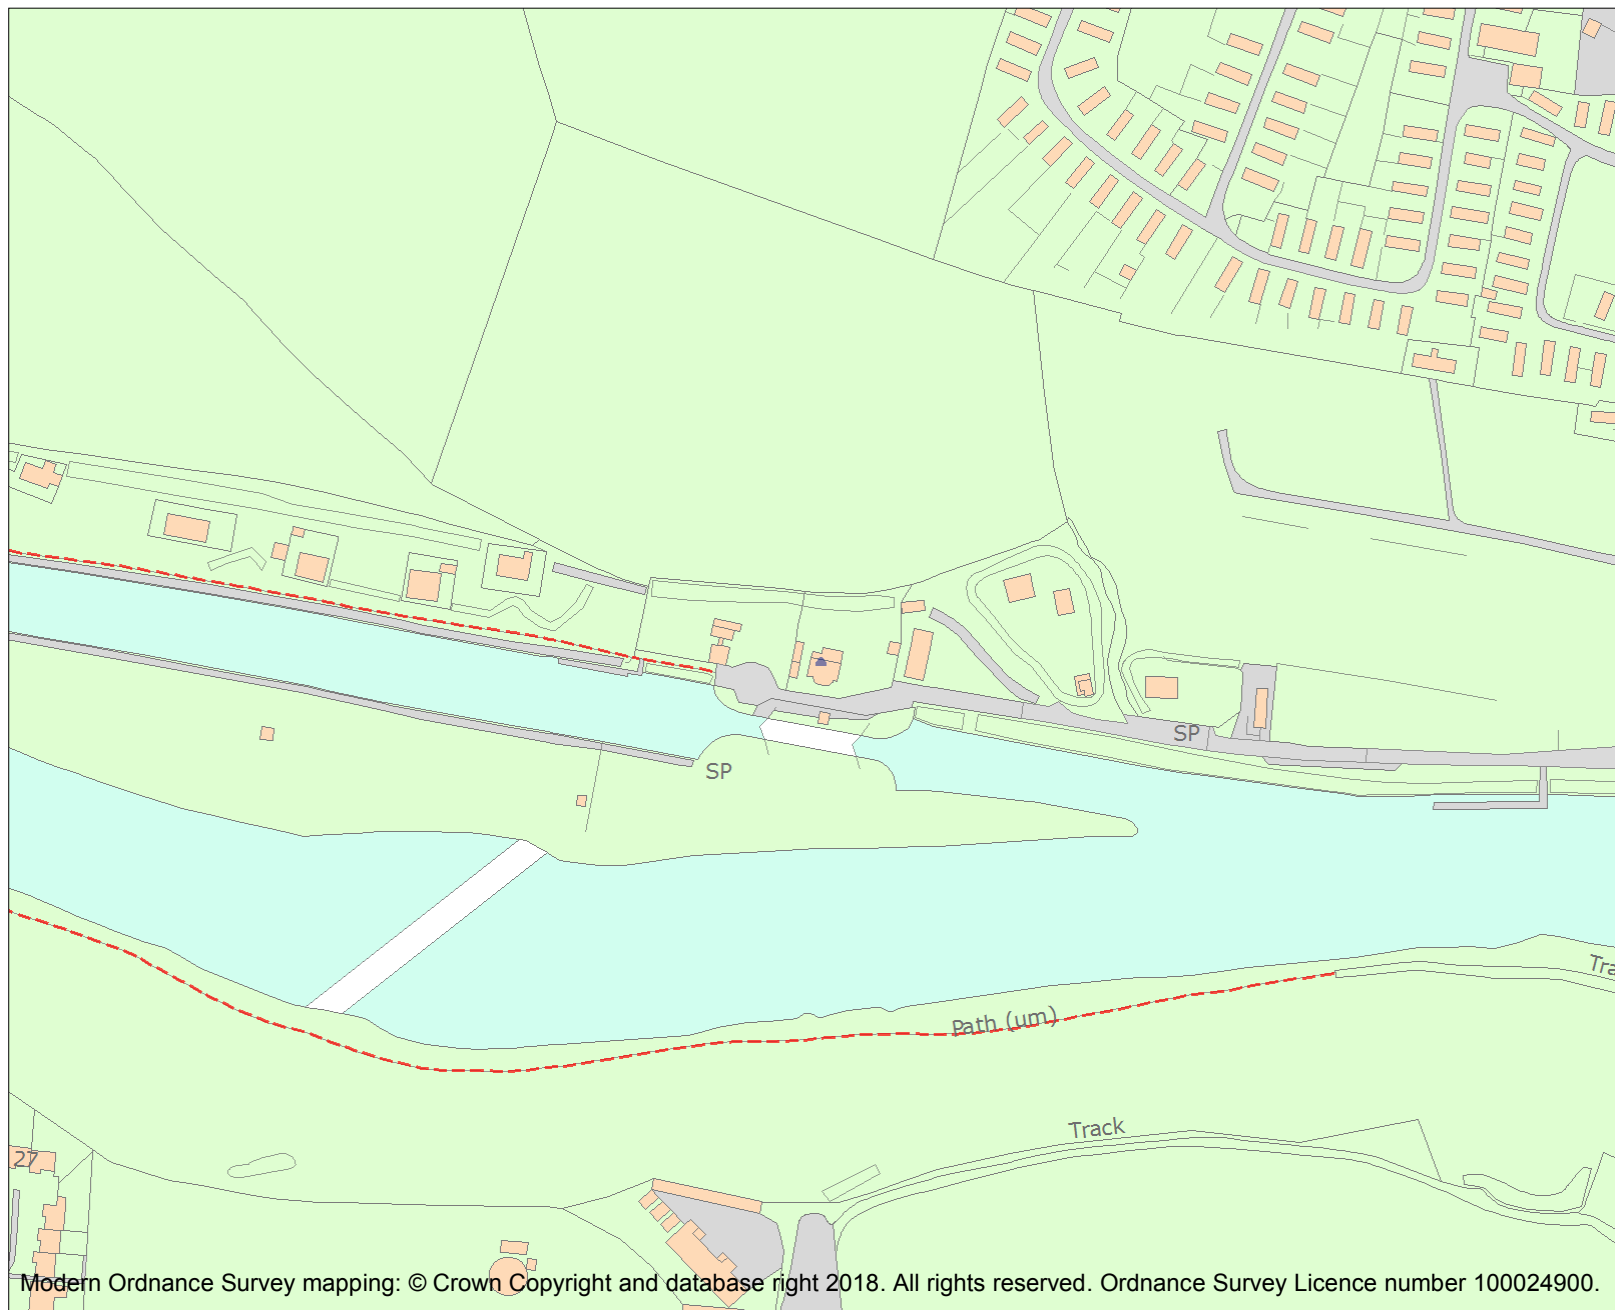 SP
SP
Tra
Path (um)
Track
27
Modern Ordnance Survey mapping: © Crown Copyright and database right 2018. All rights reserved. Ordnance Survey Licence number 100024900.